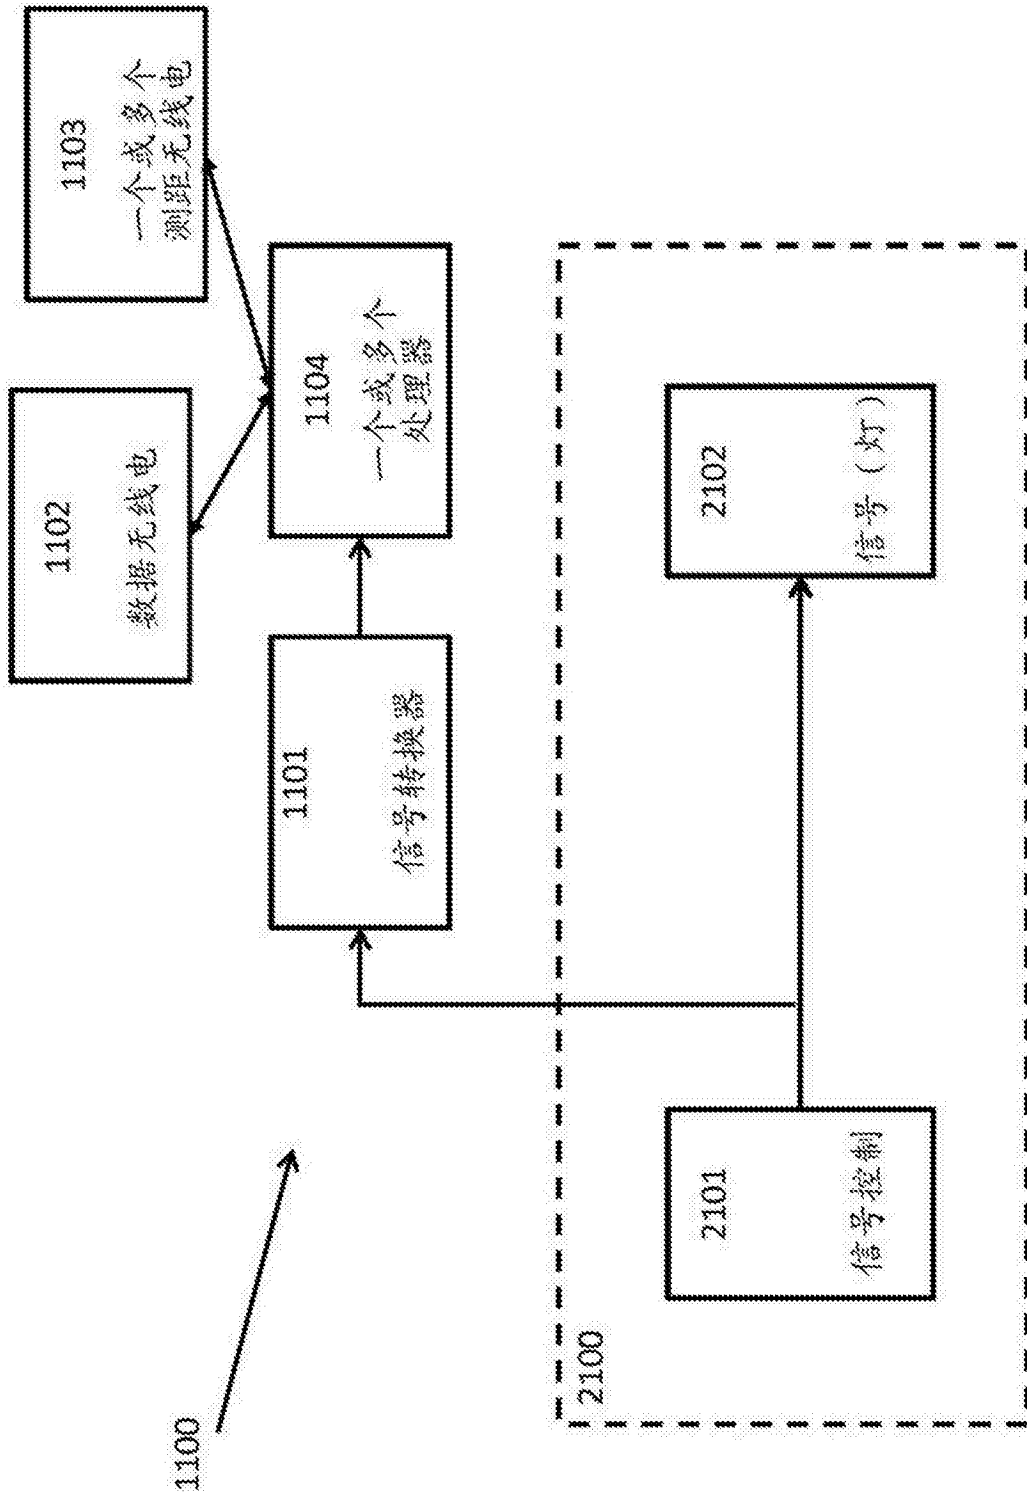 1102
数据无线电
1103
一个或多个
测距无线电
1101
信号转换器
1104
一个或多个
处理器
1100
2100
2101
信号控制
2102
信号（灯）